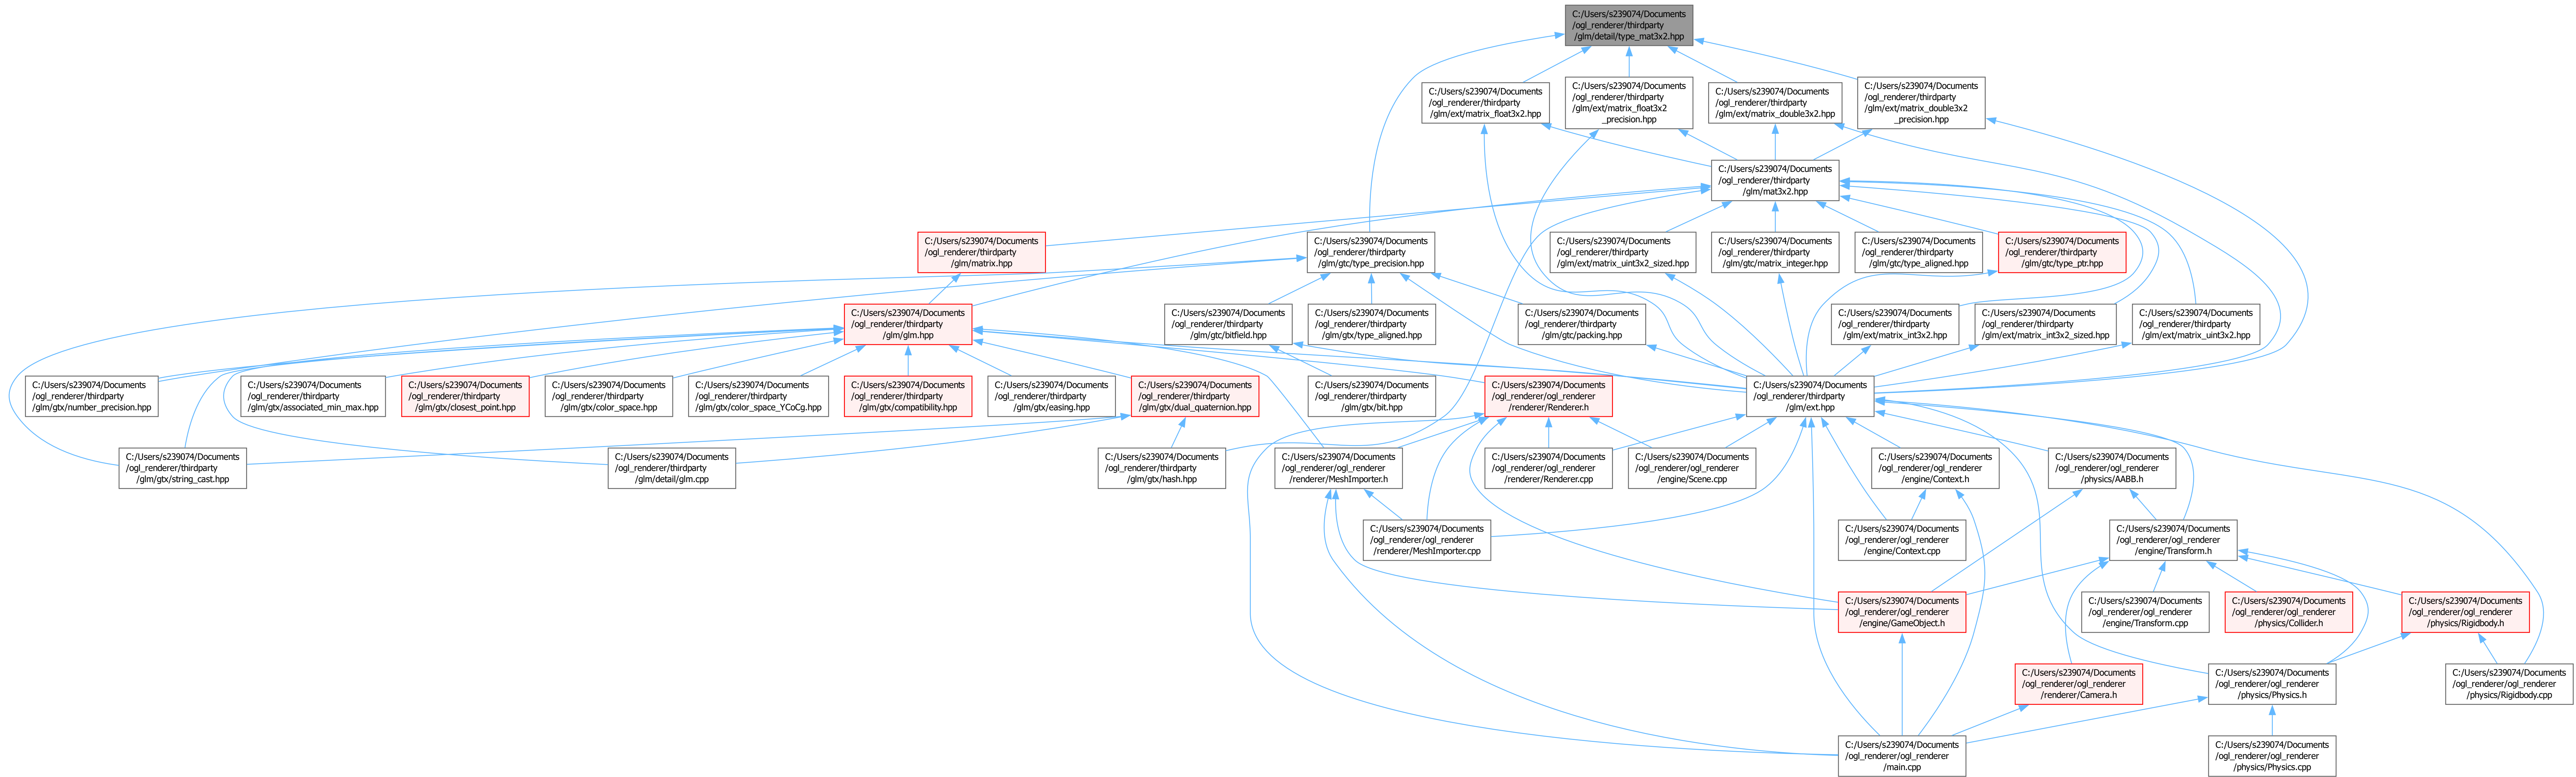 C:/Users/s239074/Documents
/ogl_renderer/thirdparty
/glm/detail/type_mat3x2.hpp
C:/Users/s239074/Documents
/ogl_renderer/thirdparty
/glm/ext/matrix_float3x2.hpp
C:/Users/s239074/Documents
/ogl_renderer/thirdparty
/glm/ext/matrix_float3x2
_precision.hpp
C:/Users/s239074/Documents
/ogl_renderer/thirdparty
/glm/ext/matrix_double3x2.hpp
C:/Users/s239074/Documents
/ogl_renderer/thirdparty
/glm/ext/matrix_double3x2
_precision.hpp
C:/Users/s239074/Documents
/ogl_renderer/thirdparty
/glm/mat3x2.hpp
C:/Users/s239074/Documents
/ogl_renderer/thirdparty
/glm/matrix.hpp
C:/Users/s239074/Documents
/ogl_renderer/thirdparty
/glm/gtc/type_precision.hpp
C:/Users/s239074/Documents
/ogl_renderer/thirdparty
/glm/ext/matrix_uint3x2_sized.hpp
C:/Users/s239074/Documents
/ogl_renderer/thirdparty
/glm/gtc/matrix_integer.hpp
C:/Users/s239074/Documents
/ogl_renderer/thirdparty
/glm/gtc/type_aligned.hpp
C:/Users/s239074/Documents
/ogl_renderer/thirdparty
/glm/gtc/type_ptr.hpp
C:/Users/s239074/Documents
/ogl_renderer/thirdparty
/glm/glm.hpp
C:/Users/s239074/Documents
/ogl_renderer/thirdparty
/glm/gtc/bitfield.hpp
C:/Users/s239074/Documents
/ogl_renderer/thirdparty
/glm/gtx/type_aligned.hpp
C:/Users/s239074/Documents
/ogl_renderer/thirdparty
/glm/gtc/packing.hpp
C:/Users/s239074/Documents
/ogl_renderer/thirdparty
/glm/ext/matrix_int3x2.hpp
C:/Users/s239074/Documents
/ogl_renderer/thirdparty
/glm/ext/matrix_int3x2_sized.hpp
C:/Users/s239074/Documents
/ogl_renderer/thirdparty
/glm/ext/matrix_uint3x2.hpp
C:/Users/s239074/Documents
/ogl_renderer/thirdparty
/glm/gtx/number_precision.hpp
C:/Users/s239074/Documents
/ogl_renderer/thirdparty
/glm/gtx/associated_min_max.hpp
C:/Users/s239074/Documents
/ogl_renderer/thirdparty
/glm/gtx/closest_point.hpp
C:/Users/s239074/Documents
/ogl_renderer/thirdparty
/glm/gtx/color_space.hpp
C:/Users/s239074/Documents
/ogl_renderer/thirdparty
/glm/gtx/color_space_YCoCg.hpp
C:/Users/s239074/Documents
/ogl_renderer/thirdparty
/glm/gtx/compatibility.hpp
C:/Users/s239074/Documents
/ogl_renderer/thirdparty
/glm/gtx/easing.hpp
C:/Users/s239074/Documents
/ogl_renderer/thirdparty
/glm/gtx/dual_quaternion.hpp
C:/Users/s239074/Documents
/ogl_renderer/thirdparty
/glm/gtx/bit.hpp
C:/Users/s239074/Documents
/ogl_renderer/ogl_renderer
/renderer/Renderer.h
C:/Users/s239074/Documents
/ogl_renderer/thirdparty
/glm/ext.hpp
C:/Users/s239074/Documents
/ogl_renderer/thirdparty
/glm/gtx/string_cast.hpp
C:/Users/s239074/Documents
/ogl_renderer/thirdparty
/glm/detail/glm.cpp
C:/Users/s239074/Documents
/ogl_renderer/thirdparty
/glm/gtx/hash.hpp
C:/Users/s239074/Documents
/ogl_renderer/ogl_renderer
/renderer/MeshImporter.h
C:/Users/s239074/Documents
/ogl_renderer/ogl_renderer
/renderer/Renderer.cpp
C:/Users/s239074/Documents
/ogl_renderer/ogl_renderer
/engine/Scene.cpp
C:/Users/s239074/Documents
/ogl_renderer/ogl_renderer
/engine/Context.h
C:/Users/s239074/Documents
/ogl_renderer/ogl_renderer
/physics/AABB.h
C:/Users/s239074/Documents
/ogl_renderer/ogl_renderer
/renderer/MeshImporter.cpp
C:/Users/s239074/Documents
/ogl_renderer/ogl_renderer
/engine/Context.cpp
C:/Users/s239074/Documents
/ogl_renderer/ogl_renderer
/engine/Transform.h
C:/Users/s239074/Documents
/ogl_renderer/ogl_renderer
/engine/GameObject.h
C:/Users/s239074/Documents
/ogl_renderer/ogl_renderer
/engine/Transform.cpp
C:/Users/s239074/Documents
/ogl_renderer/ogl_renderer
/physics/Collider.h
C:/Users/s239074/Documents
/ogl_renderer/ogl_renderer
/physics/Rigidbody.h
C:/Users/s239074/Documents
/ogl_renderer/ogl_renderer
/renderer/Camera.h
C:/Users/s239074/Documents
/ogl_renderer/ogl_renderer
/physics/Physics.h
C:/Users/s239074/Documents
/ogl_renderer/ogl_renderer
/physics/Rigidbody.cpp
C:/Users/s239074/Documents
/ogl_renderer/ogl_renderer
/main.cpp
C:/Users/s239074/Documents
/ogl_renderer/ogl_renderer
/physics/Physics.cpp